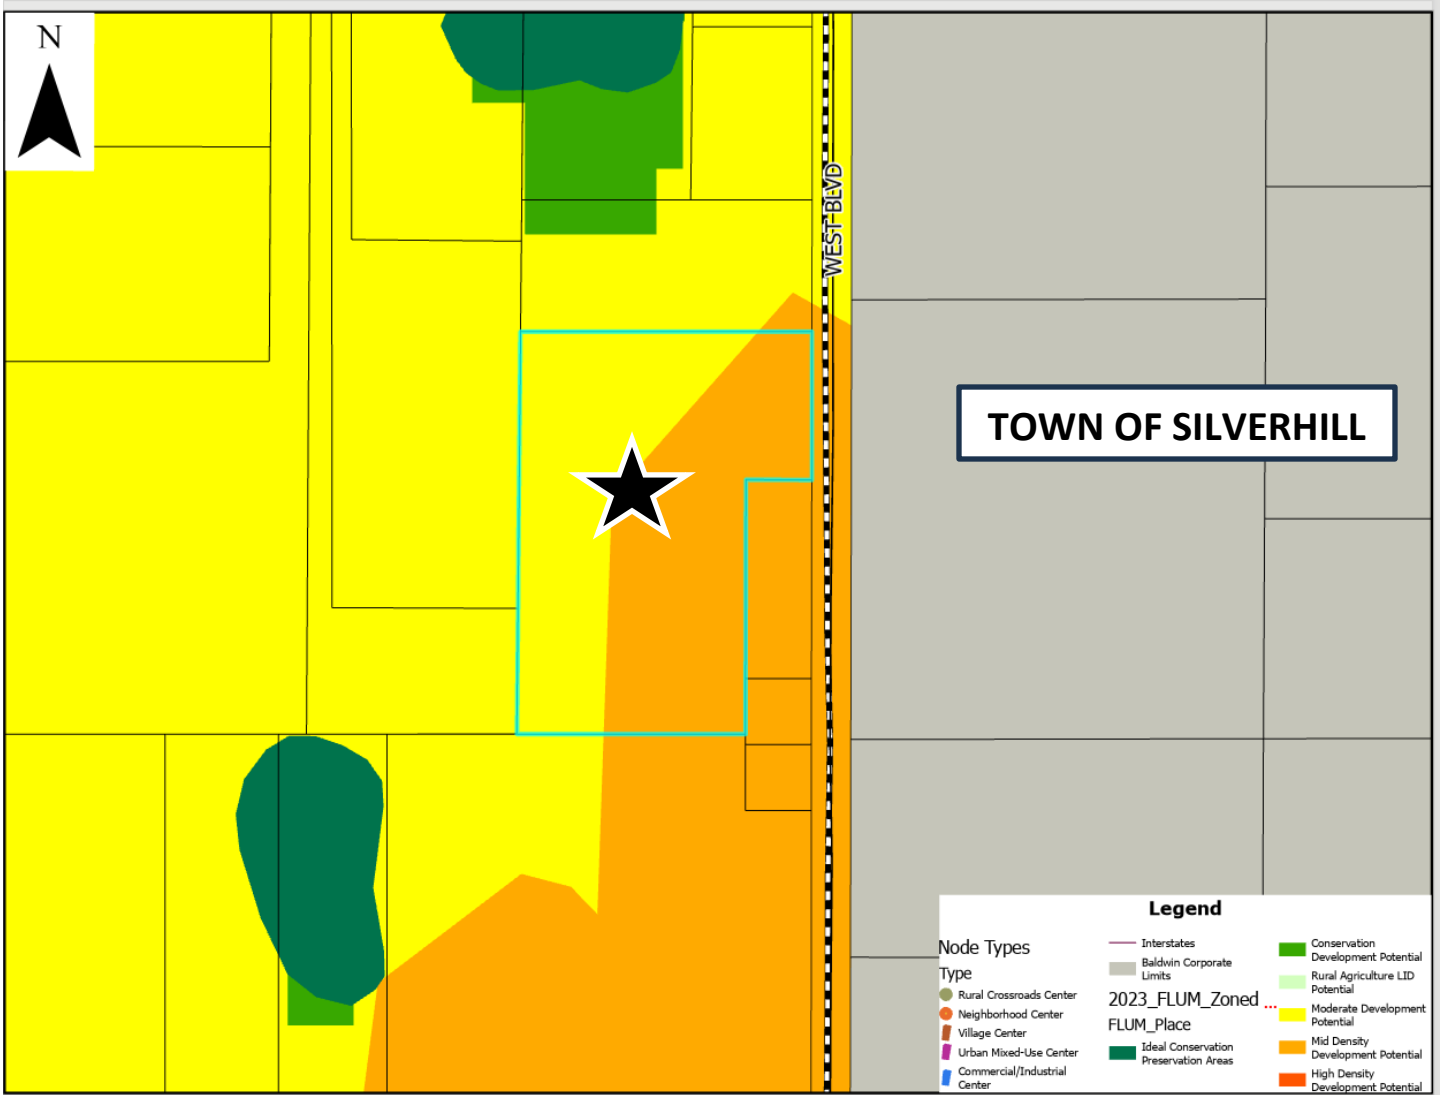 N
WEST BLVD
TOWN OF SILVERHILL
Legend
Node Types
Type
Rural Crossroads Center
Neighborhood Center
Village Center
Urban Mixed-Use Center
Commercial/Industrial
Center
Interstates
Baldwin Corporate
Limits
2023_FLUM_Zoned
FLUM_Place
Ideal Conservation
Preservation Areas
Conservation
Development Potential
Rural Agriculture LID
Potential
Moderate Development
Potential
Mid Density
Development Potential
High Density
Development Potential